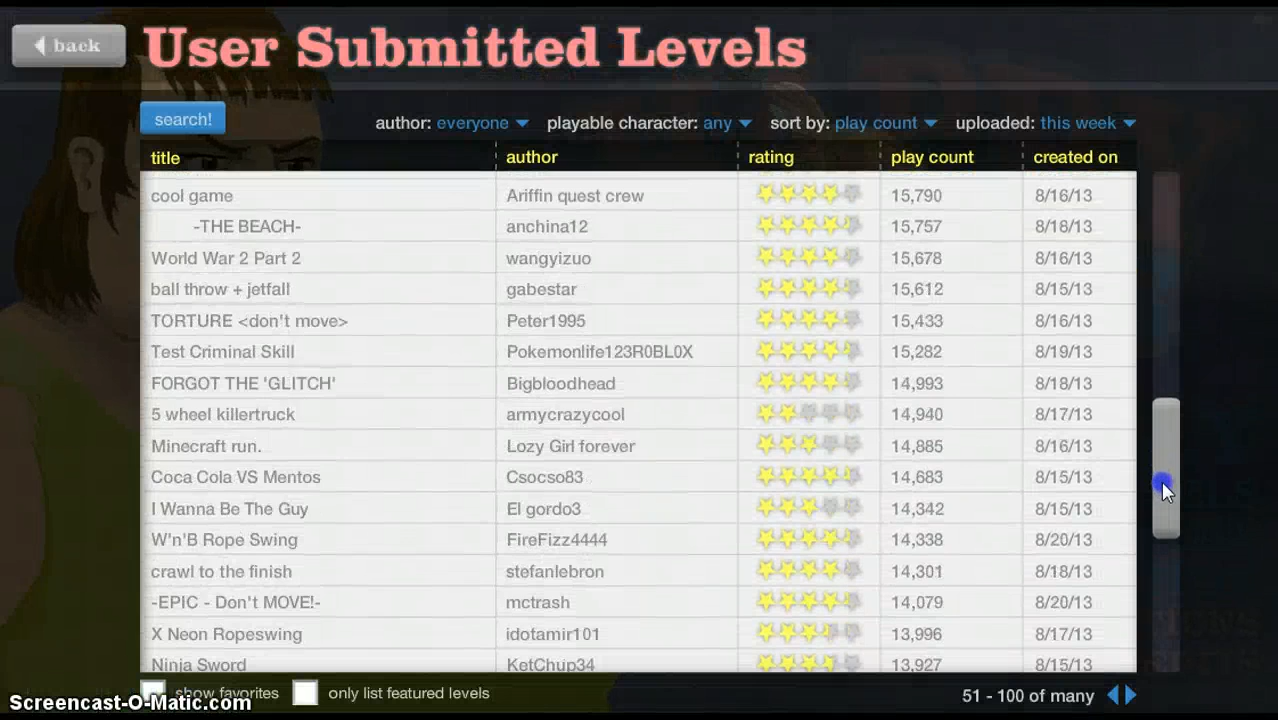 back
User Submitted Levels
search!
author: everyone playable character: any sort by: play count uploaded: this week
title author rating play count created on
cool game Ariffin quest crew 15,790 8/16/13
-THE BEACH- anchina12 15,757 8/18/13
World War 2 Part 2 wangyizuo 15,678 8/16/13
ball throw + jetfall gabestar 15,612 8/15/13
TORTURE <don't move> Peter1995 15,433 8/16/13
Test Criminal Skill Pokemonlife123R0BL0X 15,282 8/19/13
FORGOT THE 'GLITCH' Bigbloodhead 14,993 8/18/13
5 wheel killertruck armycrazycool 14,940 8/17/13
Minecraft run. Lozy Girl forever 14,885 8/16/13
Coca Cola VS Mentos Csocso83 14,683 8/15/13
I Wanna Be The Guy El gordo3 14,342 8/15/13
W'n'B Rope Swing FireFizz4444 14,338 8/20/13
crawl to the finish stefanlebron 14,301 8/18/13
-EPIC - Don't MOVE!- mctrash 14,079 8/20/13
X Neon Ropeswing idotamir101 13,996 8/17/13
Ninja Sword KetChup34 13,927 8/15/13
show favorites only list featured levels 51 - 100 of many
Screencast-O-Matic.com